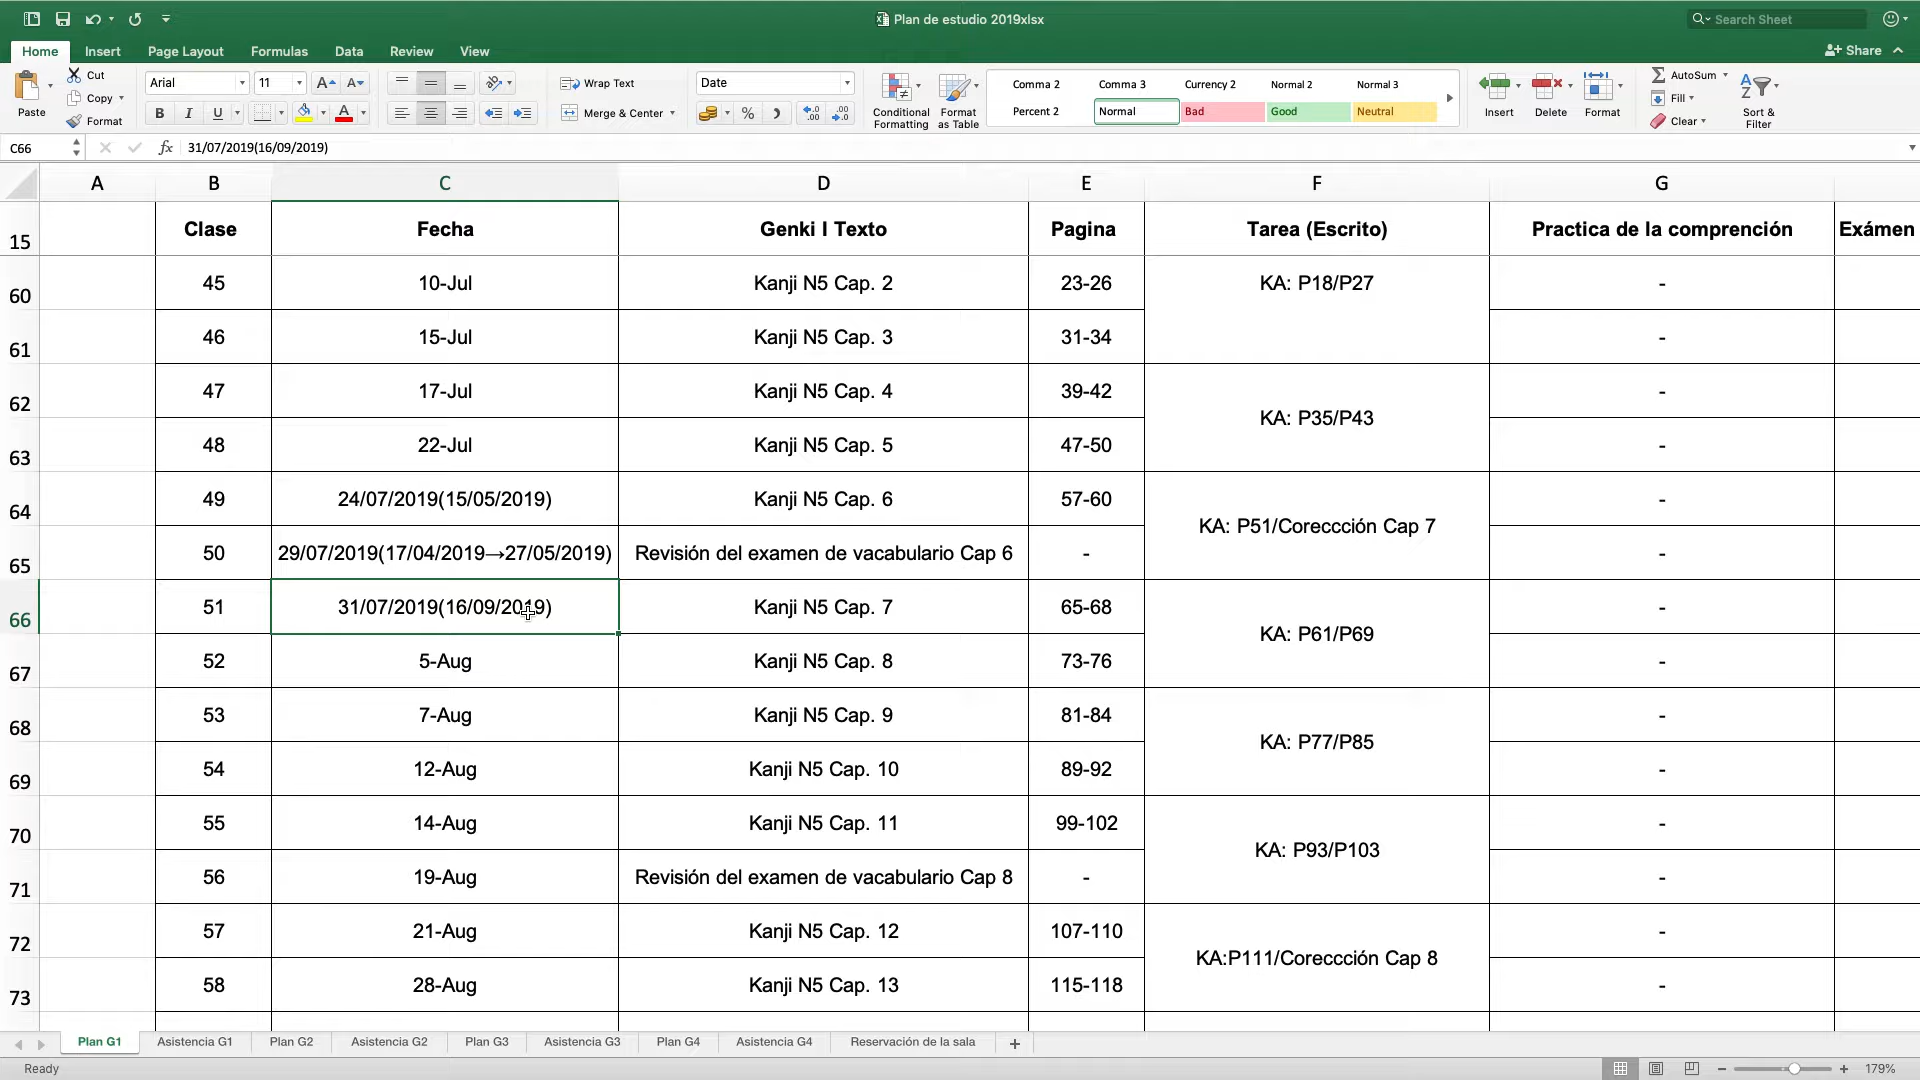 Plan de estudio 2019xlsx
Search Sheet
Home Insert Page Layout Formulas Data Review View
Share
Paste
Cut
Copy
Format
Arial 11
A A
B I U A
Wrap Text
Merge & Center
Date
%
Conditional Formatting
Format as Table
Comma 2 Comma 3 Currency 2 Normal 2 Normal 3
Percent 2 Normal Bad Good Neutral
Insert Delete Format
AutoSum
Fill
Clear
Sort & Filter
C66 fx 31/07/2019(16/09/2019)
A B C D E F G
15 Clase Fecha Genki I Texto Pagina Tarea (Escrito) Practica de la comprención Exámen
60 45 10-Jul Kanji N5 Cap. 2 23-26 KA: P18/P27 -
61 46 15-Jul Kanji N5 Cap. 3 31-34 -
62 47 17-Jul Kanji N5 Cap. 4 39-42 -
KA: P35/P43
63 48 22-Jul Kanji N5 Cap. 5 47-50 -
64 49 24/07/2019(15/05/2019) Kanji N5 Cap. 6 57-60 -
KA: P51/Coreccción Cap 7
65 50 29/07/2019(17/04/2019→27/05/2019) Revisión del examen de vacabulario Cap 6 - -
66 51 31/07/2019(16/09/2019) Kanji N5 Cap. 7 65-68 -
KA: P61/P69
67 52 5-Aug Kanji N5 Cap. 8 73-76 -
68 53 7-Aug Kanji N5 Cap. 9 81-84 -
KA: P77/P85
69 54 12-Aug Kanji N5 Cap. 10 89-92 -
70 55 14-Aug Kanji N5 Cap. 11 99-102 -
KA: P93/P103
71 56 19-Aug Revisión del examen de vacabulario Cap 8 - -
72 57 21-Aug Kanji N5 Cap. 12 107-110 -
KA:P111/Coreccción Cap 8
73 58 28-Aug Kanji N5 Cap. 13 115-118 -
Plan G1 Asistencia G1 Plan G2 Asistencia G2 Plan G3 Asistencia G3 Plan G4 Asistencia G4 Reservación de la sala +
Ready 179%